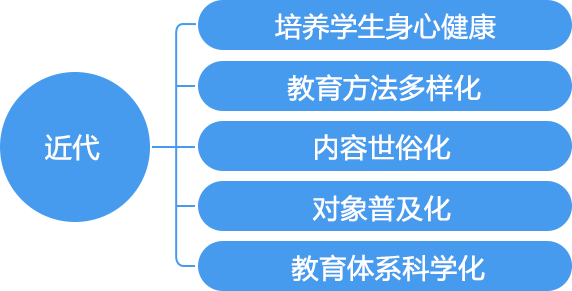 近代
培养学生身心健康
教育方法多样化
内容世俗化
对象普及化
教育体系科学化